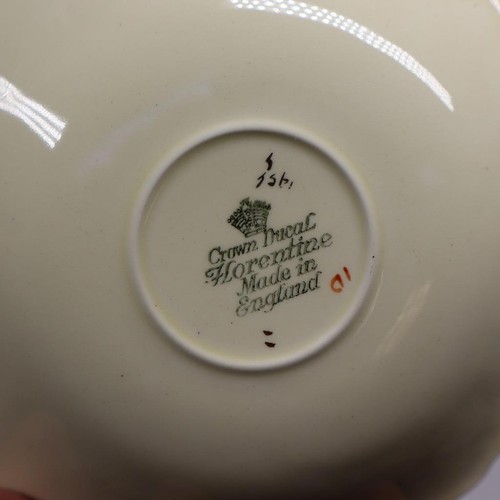 Crown Ducal
Florentine
Made in
England